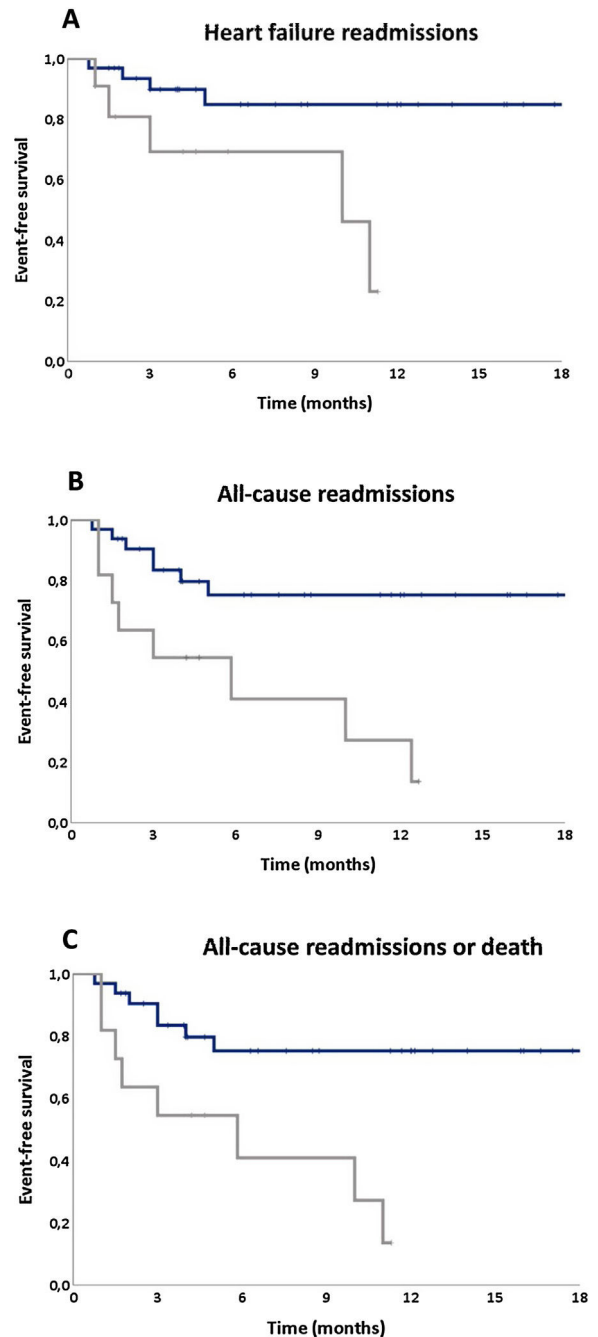 A
Heart failure readmissions
Event-free survival
1,0
0,8
0,6
0,4
0,2
0,0
0 3 6 9 12 15 18
Time (months)
B
All-cause readmissions
Event-free survival
1,0
0,8
0,6
0,4
0,2
0,0
0 3 6 9 12 15 18
Time (months)
C
All-cause readmissions or death
Event-free survival
1,0
0,8
0,6
0,4
0,2
0,0
0 3 6 9 12 15 18
Time (months)